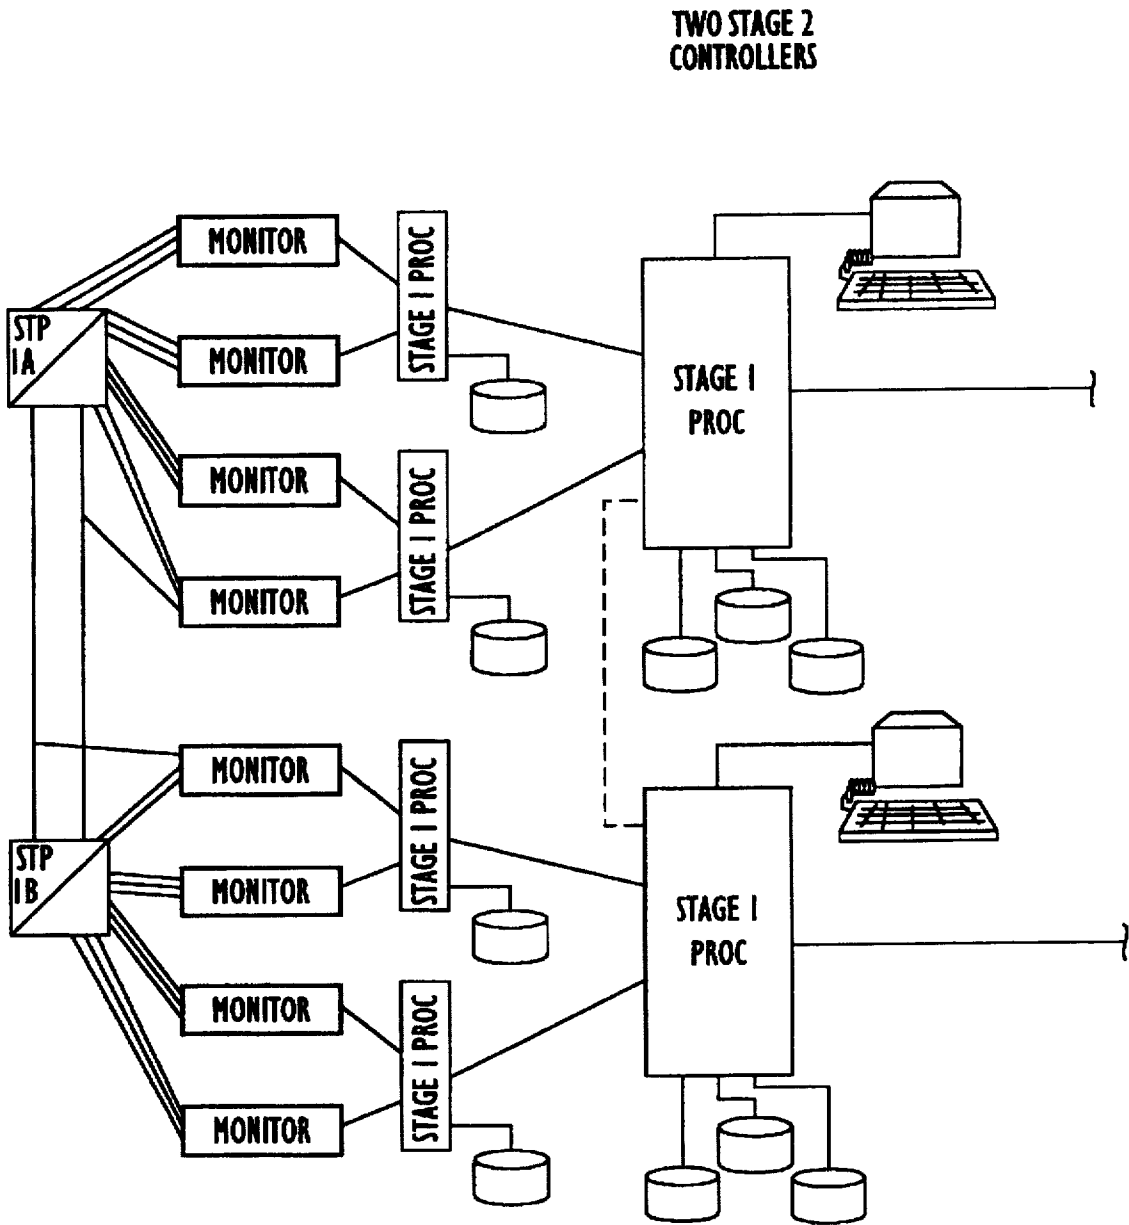 TWO STAGE 2
CONTROLLERS
MONITOR
STAGE 1 PROC
STP
1A
MONITOR
STAGE 1
PROC
MONITOR
STAGE 1 PROC
MONITOR
MONITOR
STAGE 1 PROC
STP
1B
MONITOR
STAGE 1
PROC
MONITOR
STAGE 1 PROC
MONITOR